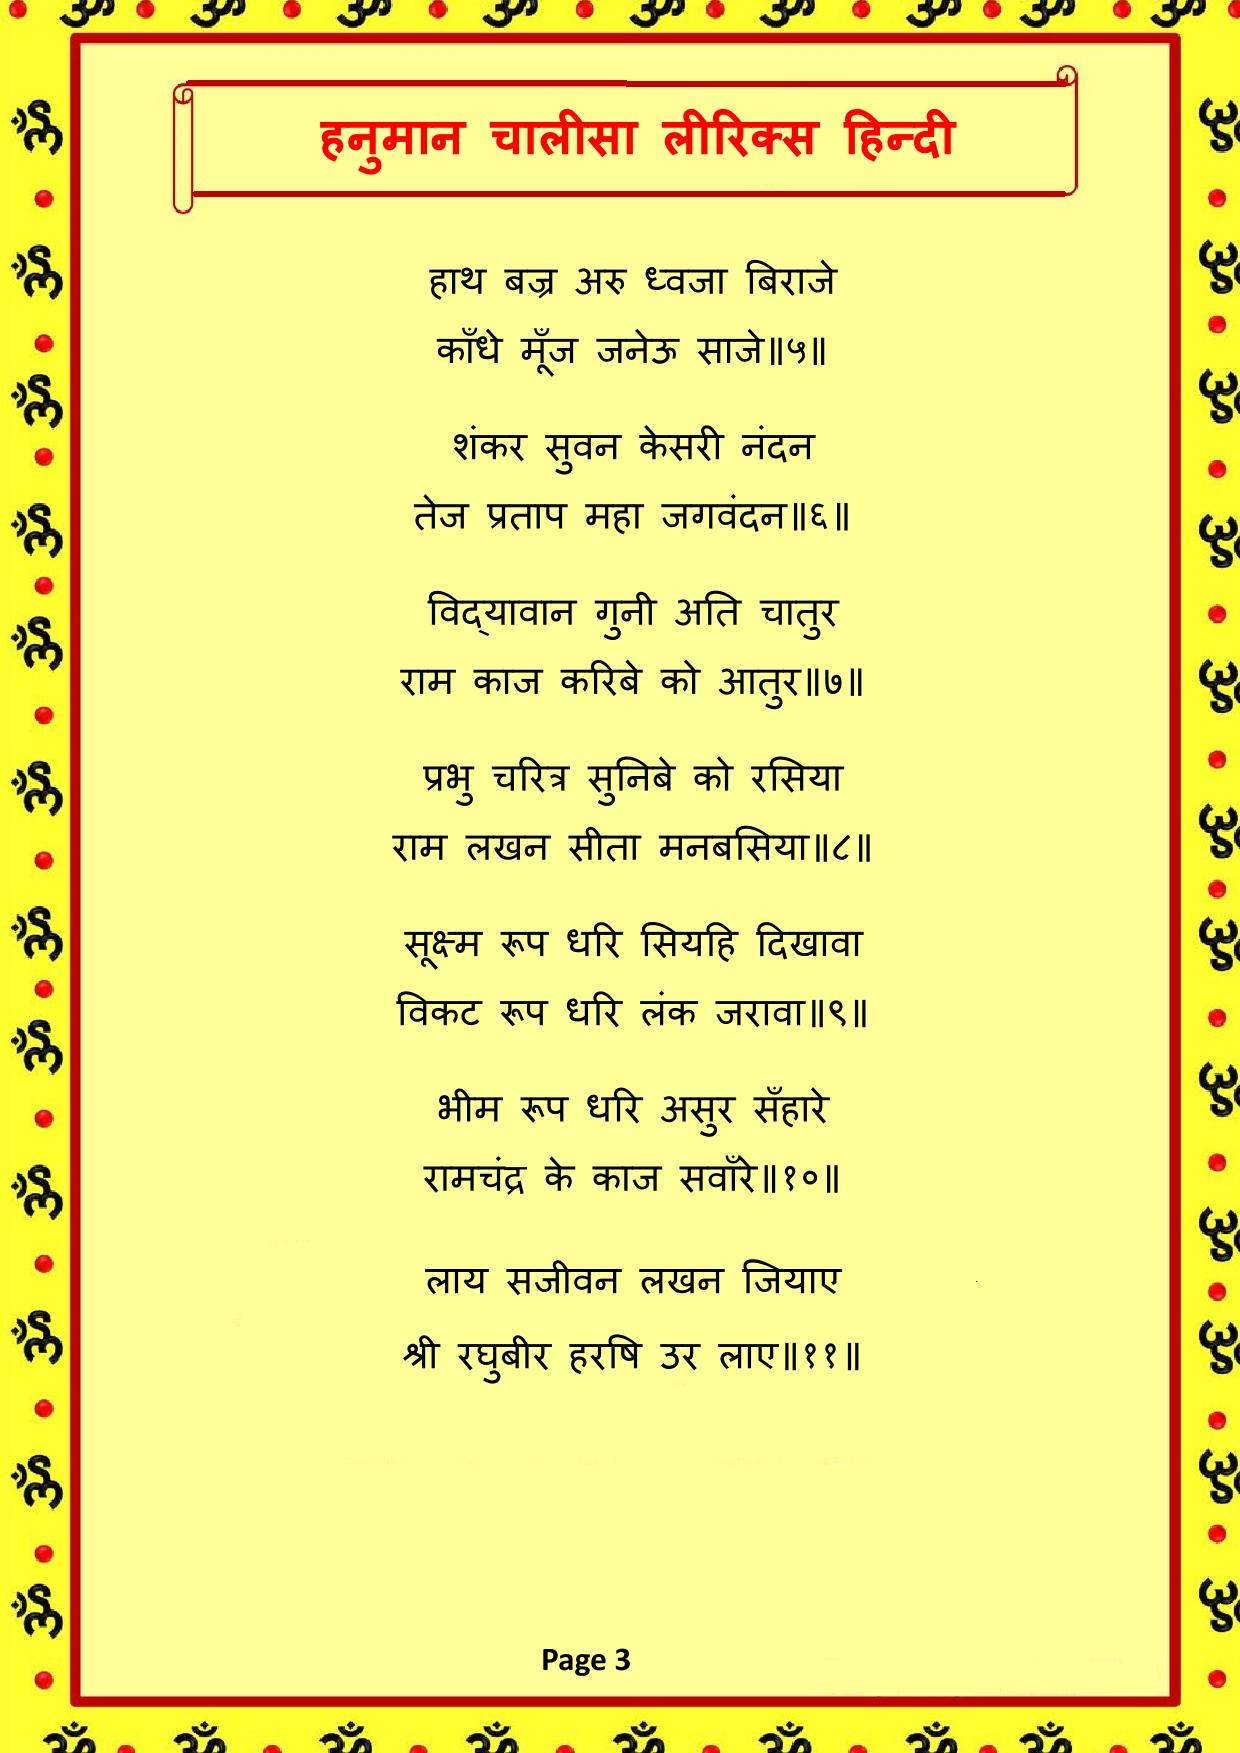 हनुमान चालीसा लीरिक्स हिन्दी
हाथ बज्र अरु ध्वजा बिराजे
काँधे मूँज जनेऊ साजे॥५॥
शंकर सुवन केसरी नंदन
तेज प्रताप महा जगवंदन॥६॥
विद्यावान गुनी अति चातुर
राम काज करिबे को आतुर॥७॥
प्रभु चरित्र सुनिबे को रसिया
राम लखन सीता मनबसिया॥८॥
सूक्ष्म रूप धरि सियहि दिखावा
विकट रूप धरि लंक जरावा॥९॥
भीम रूप धरि असुर सँहारे
रामचंद्र के काज सवाँरे॥१०॥
लाय सजीवन लखन जियाए
श्री रघुबीर हरषि उर लाए॥११॥
Page 3